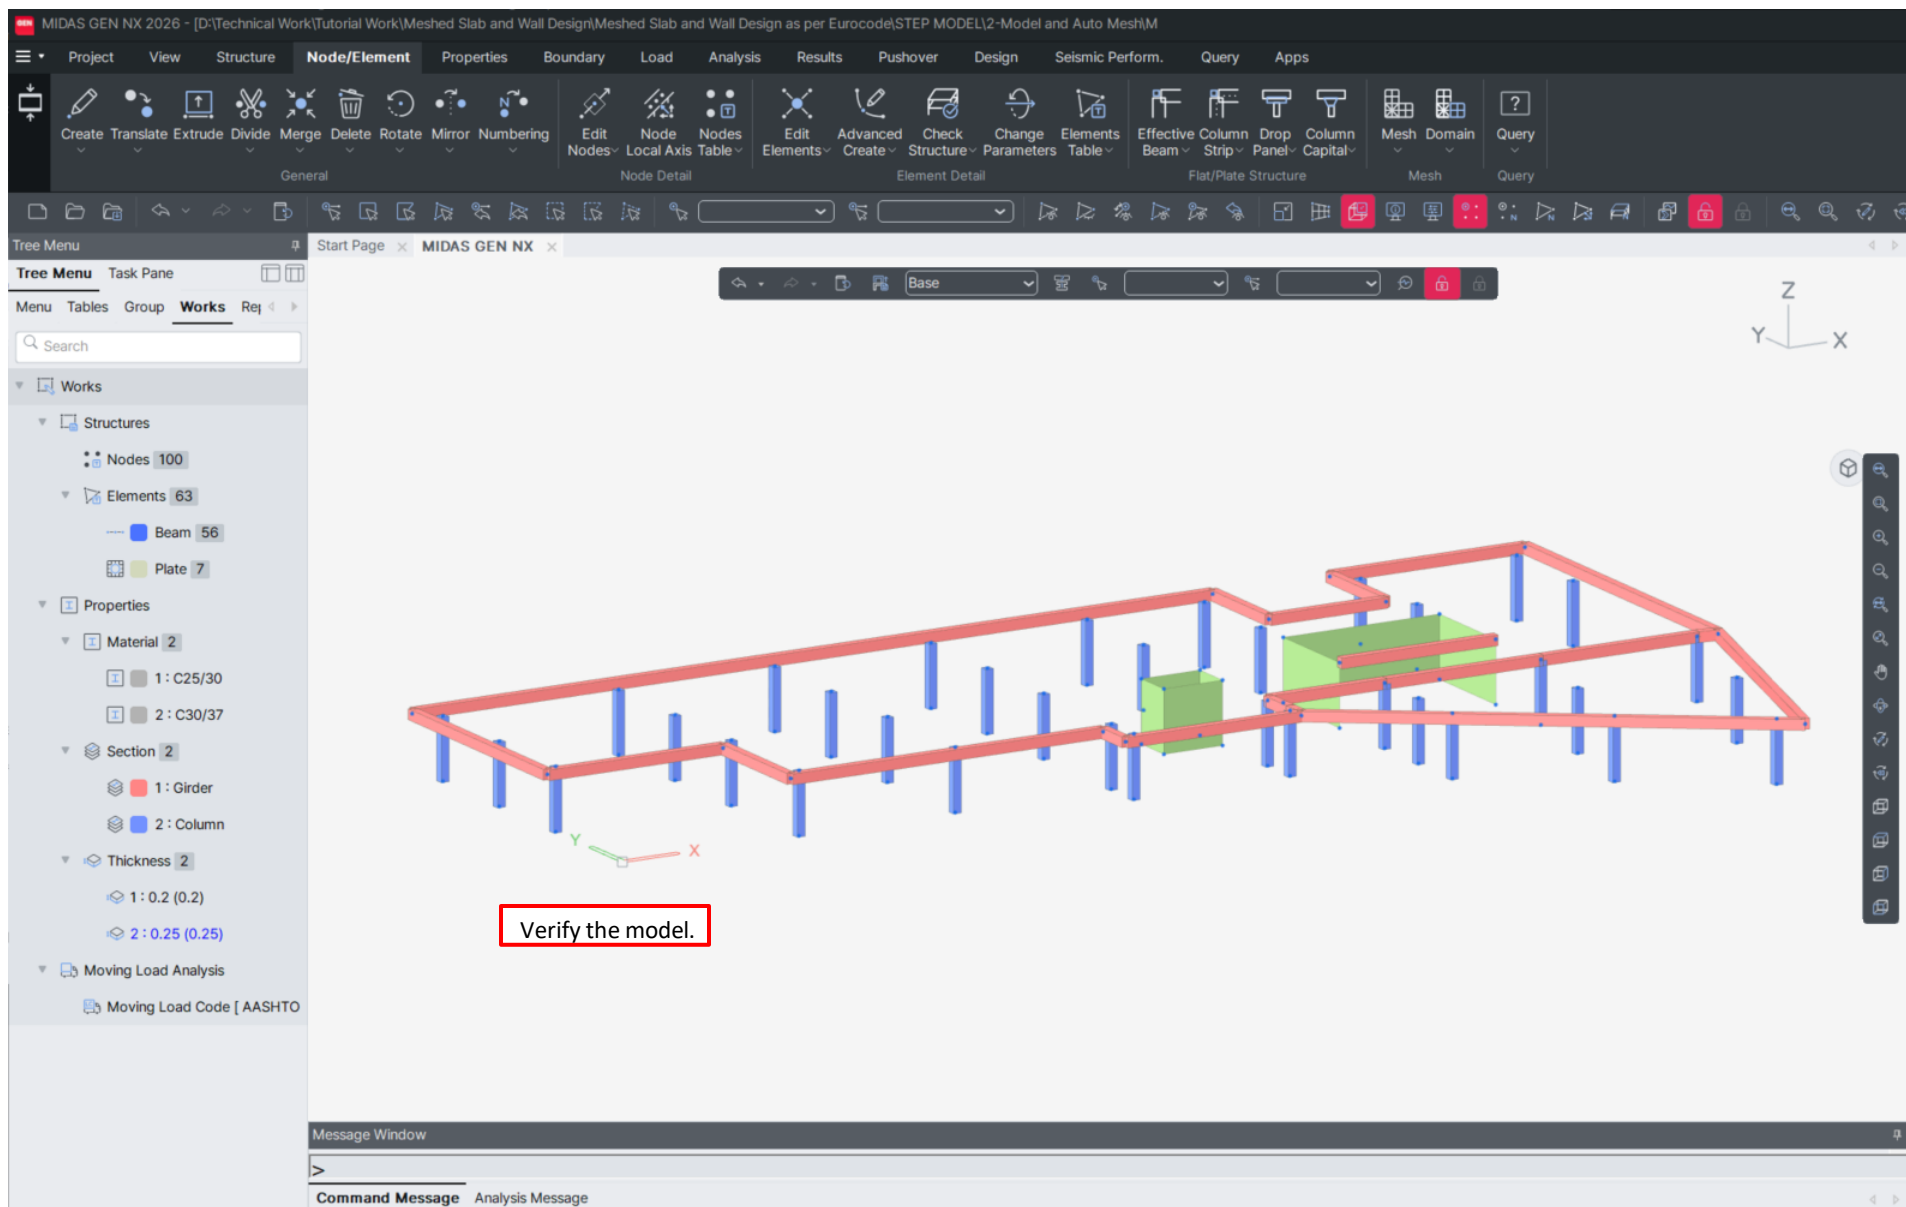 MIDAS GEN NX 2026 - [D:\Technical Work\Tutorial Work\Meshed Slab and Wall Design\Meshed Slab and Wall Design as per Eurocode\STEP MODEL\2-Model and Auto Mesh\M
Project View Structure Node/Element Properties Boundary Load Analysis Results Pushover Design Seismic Perform. Query Apps
Create Translate Extrude Divide Merge Delete Rotate Mirror Numbering
Edit Nodes Node Local Axis Nodes Table
Edit Elements Advanced Create Check Structure Change Parameters Elements Table
Effective Beam Column Strip Drop Panel Column Capital
Mesh Domain Query
General Node Detail Element Detail Flat/Plate Structure Mesh Query
Tree Menu
Start Page MIDAS GEN NX
Tree Menu Task Pane
Menu Tables Group Works Re
Search
Base
Works
Structures
Nodes 100
Elements 63
Beam 56
Plate 7
Properties
Material 2
1 : C25/30
2 : C30/37
Section 2
1 : Girder
2 : Column
Thickness 2
1 : 0.2 (0.2)
2 : 0.25 (0.25)
Moving Load Analysis
Moving Load Code [ AASHTO
Z
Y
X
Y
X
Verify the model.
Message Window
>
Command Message Analysis Message